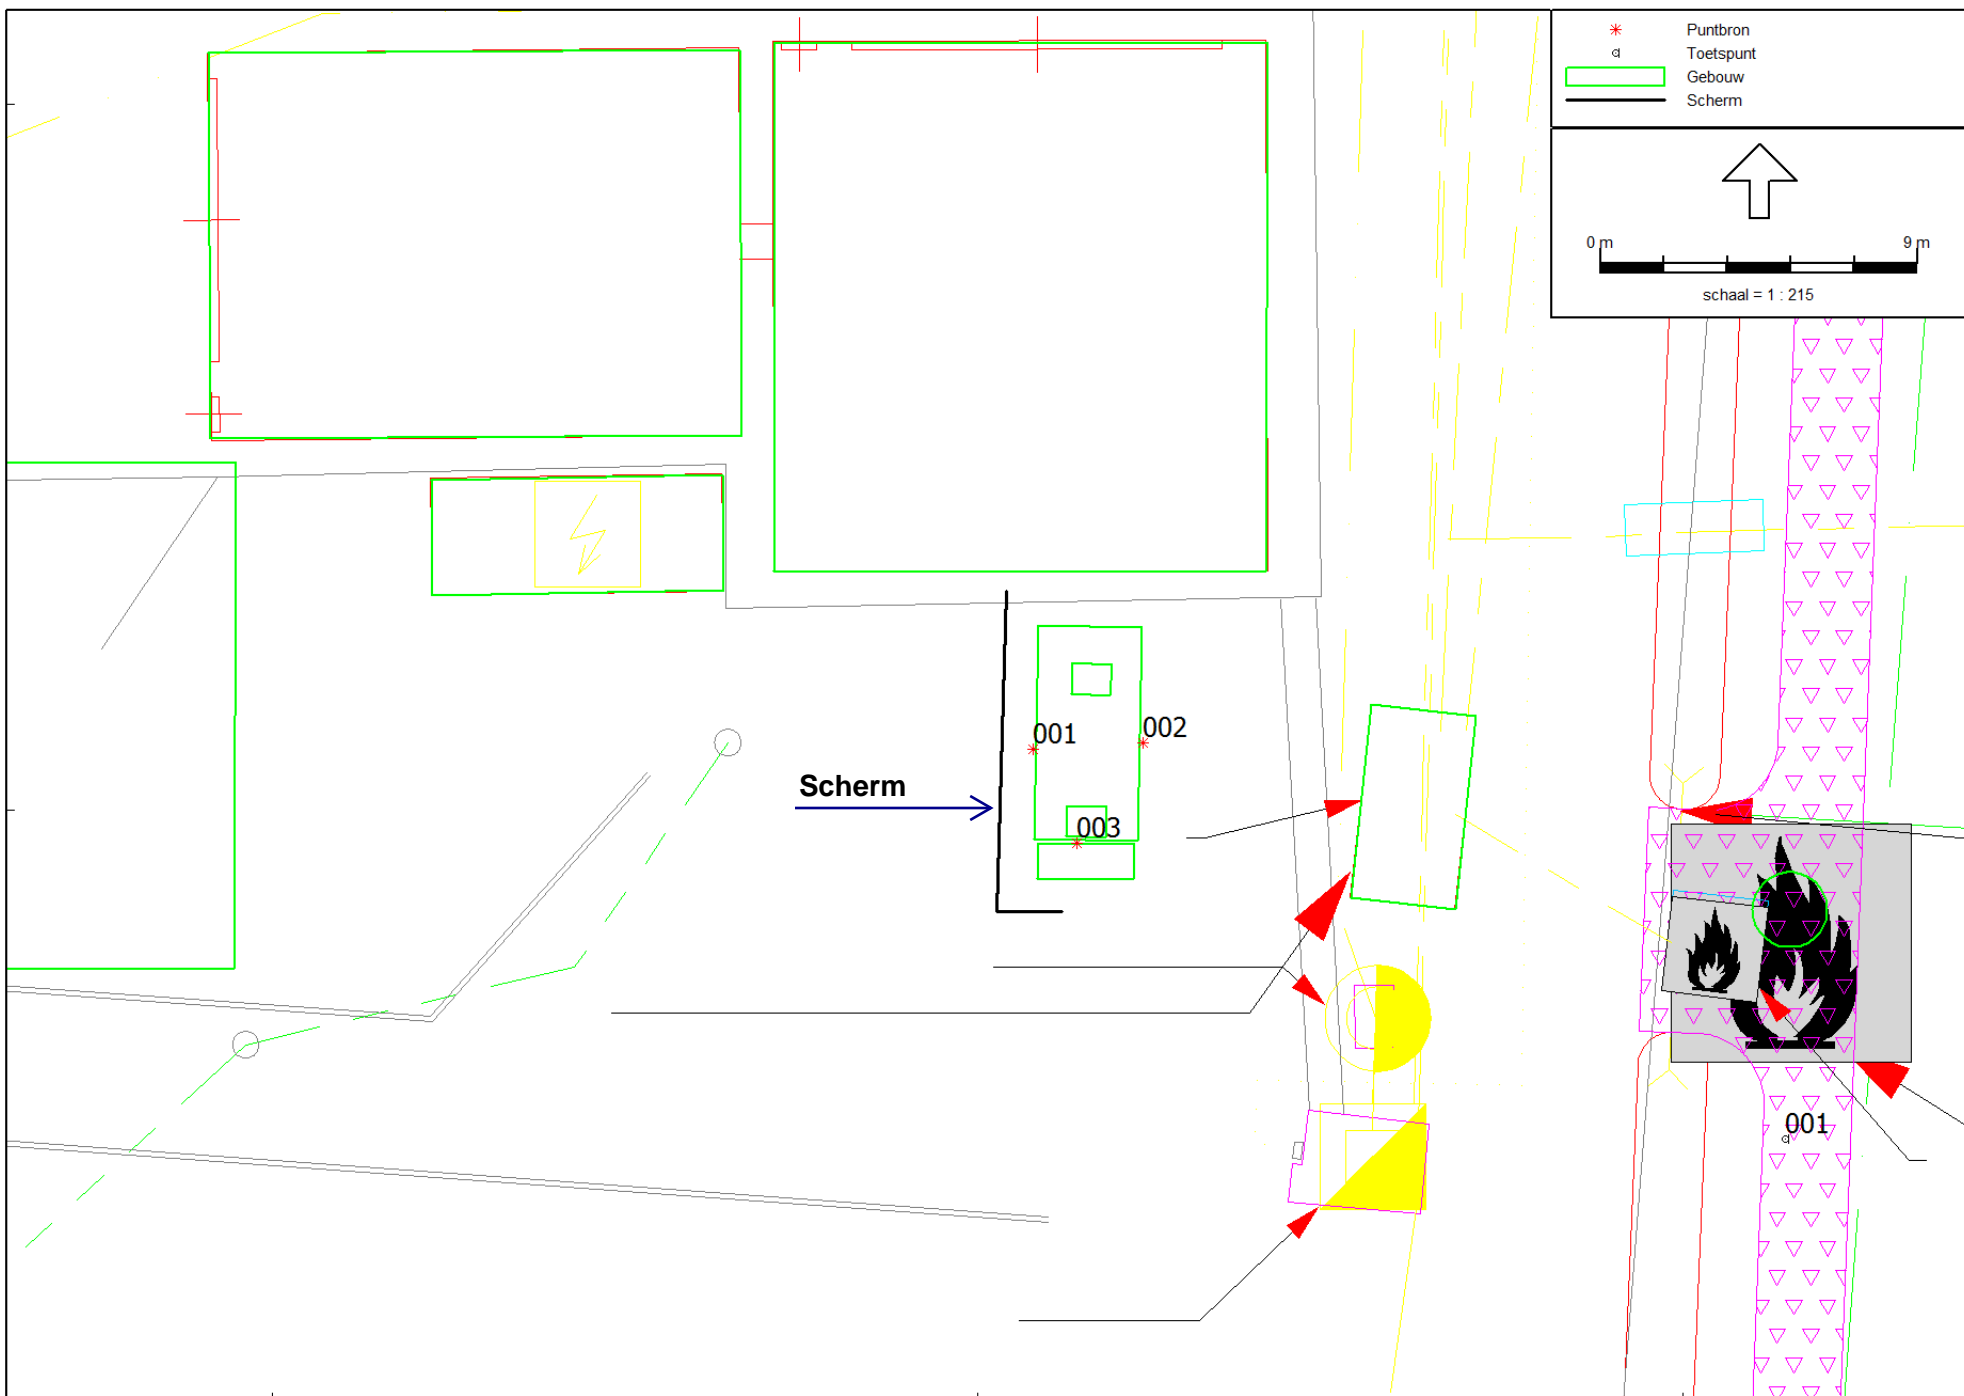 Puntbron
Toetspunt
Gebouw
Scherm
0 m 9 m
schaal = 1 : 215
001 002
Scherm
003
001